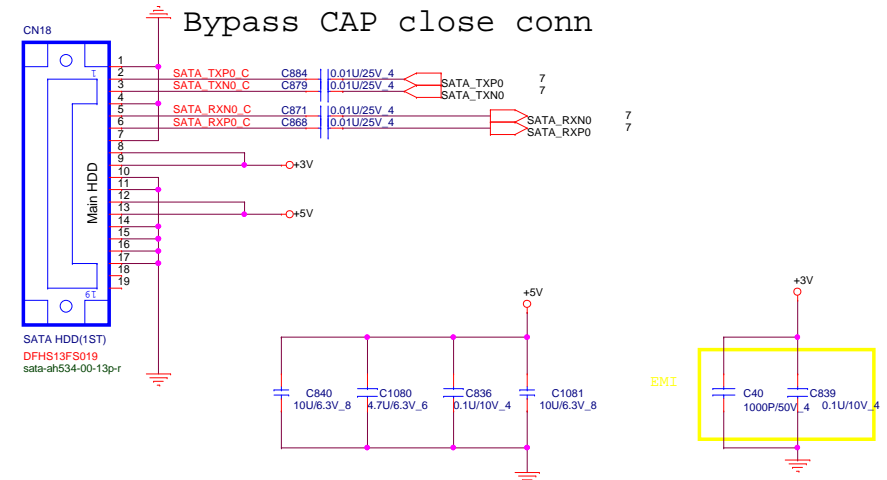 Bypass CAP close conn
CN18
1
1
2
SATA_TXP0_C
C884
0.01U/25V_4
SATA_TXP0
7
3
SATA_TXN0_C
C879
0.01U/25V_4
SATA_TXN0
7
4
5
SATA_RXN0_C
C871
0.01U/25V_4
SATA_RXN0
7
6
SATA_RXP0_C
C868
0.01U/25V_4
SATA_RXP0
7
7
8
9
+3V
10
11
12
13
+5V
14
15
16
17
18
19
19
Main HDD
SATA HDD(1ST)
DFHS13FS019
sata-ah534-00-13p-r
+5V
C840
10U/6.3V_8
C1080
4.7U/6.3V_6
C836
0.1U/10V_4
C1081
10U/6.3V_8
EMI
+3V
C40
1000P/50V_4
C839
0.1U/10V_4